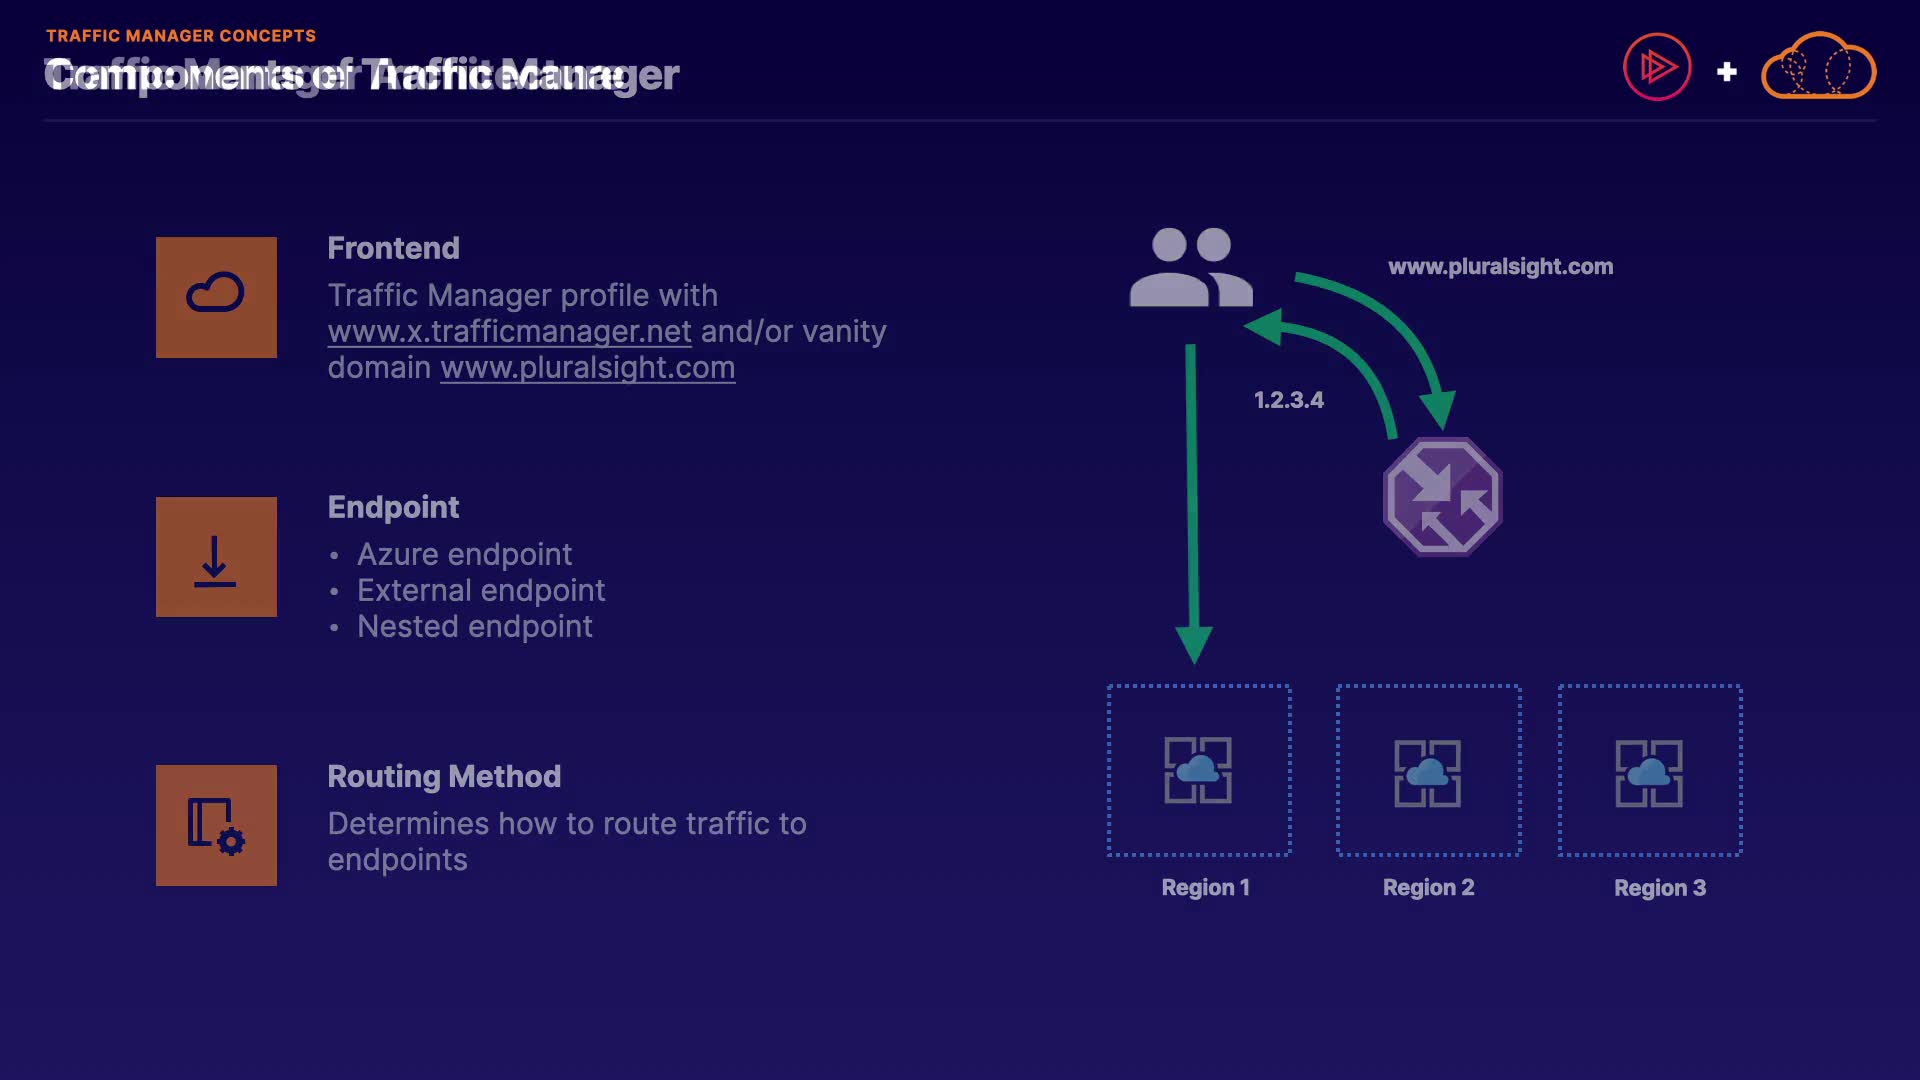 TRAFFIC MANAGER CONCEPTS
Components of Traffic Manager
Frontend
Traffic Manager profile with
www.x.trafficmanager.net and/or vanity
domain www.pluralsight.com
Endpoint
• Azure endpoint
• External endpoint
• Nested endpoint
Routing Method
Determines how to route traffic to
endpoints
www.pluralsight.com
1.2.3.4
Region 1
Region 2
Region 3